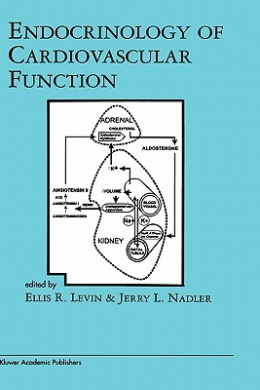 ENDOCRINOLOGY OF
CARDIOVASCULAR
FUNCTION
ADRENAL
CHOLESTEROL
ALDOSTERONE
K+
ANGIOTENSIN II
ACE
ANGIOTENSIN I
ANGIOTENSINOGEN
VOLUME
BLOOD
VESSEL
Na+
K+
KIDNEY
edited by
ELLIS R. LEVIN & JERRY L. NADLER
Kluwer Academic Publishers